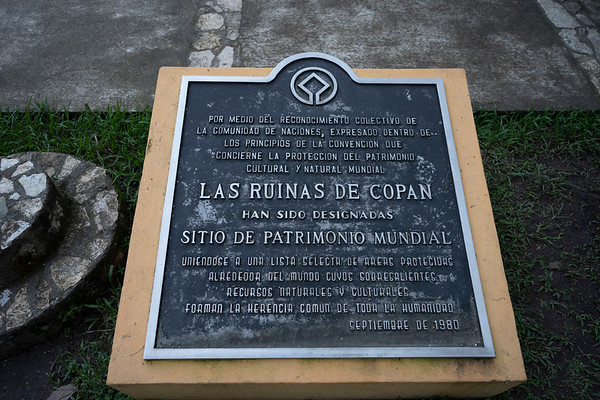 POR MEDIO DEL RECONOCIMIENTO COLECTIVO DE
LA COMUNIDAD DE NACIONES, EXPRESADO DENTRO DE
LOS PRINCIPIOS DE LA CONVENCION QUE
CONCIERNE LA PROTECCION DEL PATRIMONIO
CULTURAL Y NATURAL MUNDIAL
LAS RUINAS DE COPAN
HAN SIDO DESIGNADAS
SITIO DE PATRIMONIO MUNDIAL
UNIENDOSE A UNA LISTA SELECTA DE AREAS PROTEGIDAS
ALREDEDOR DEL MUNDO CUYOS SOBRESALIENTES
RECURSOS NATURALES Y CULTURALES
FORMAN LA HERENCIA COMUN DE TODA LA HUMANIDAD
SEPTIEMBRE DE 1980